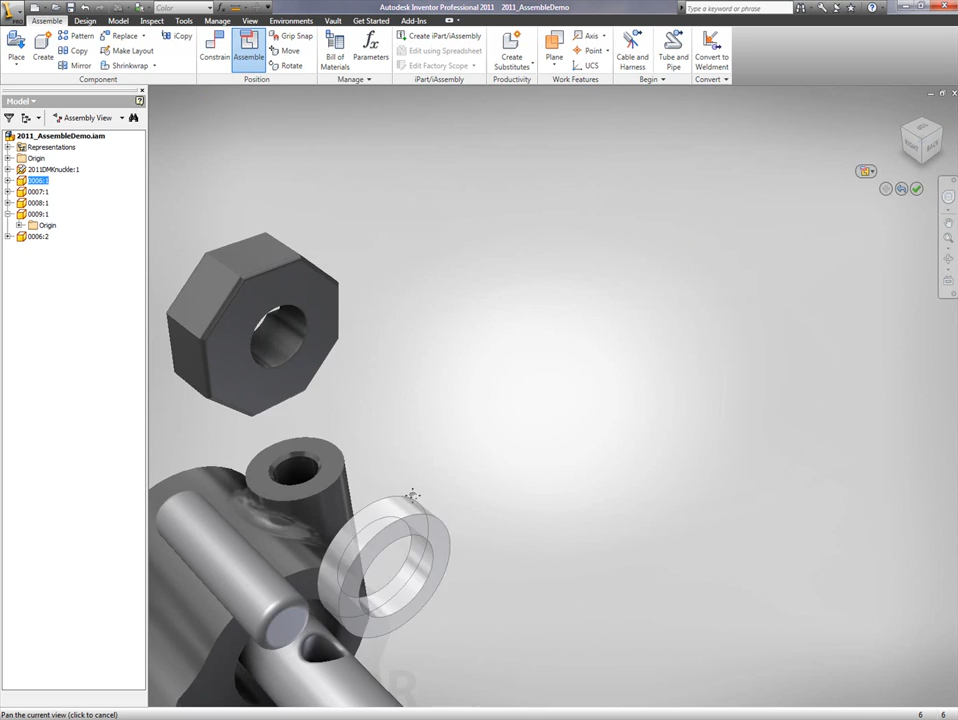 Autodesk Inventor Professional 2011    2011_AssembleDemo
Type a keyword or phrase
Color
PRO
Assemble Design Model Inspect Tools Manage View Environments Vault Get Started Add-Ins
Place
Create
Pattern
Copy
Mirror
Replace
Make Layout
Shrinkwrap
iCopy
Component
Constrain
Assemble
Grip Snap
Move
Rotate
Position
Bill of Materials
Parameters
Manage
Create iPart/iAssembly
Edit using Spreadsheet
Edit Factory Scope
iPart/iAssembly
Create Substitutes
Productivity
Plane
Axis
Point
UCS
Work Features
Cable and Harness
Tube and Pipe
Begin
Convert to Weldment
Convert
Model
Assembly View
2011_AssembleDemo.iam
Representations
Origin
2011DMKnuckle:1
0006:1
0007:1
0008:1
0009:1
Origin
0006:2
TOP
RIGHT
BACK
R
Pan the current view (click to cancel)
6 6